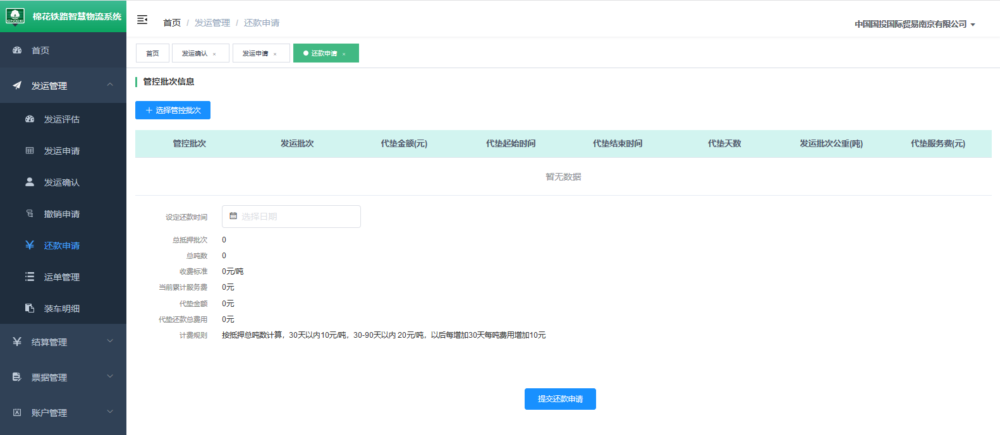 棉花铁路智慧物流系统
首页
发运管理
发运评估
发运申请
发运确认
撤销申请
还款申请
运单管理
装车明细
结算管理
票据管理
账户管理
首页 / 发运管理 / 还款申请
中国国投国际贸易南京有限公司
首页 发运确认 × 发运申请 × 还款申请 ×
管控批次信息
选择管控批次
管控批次 发运批次 代垫金额(元) 代垫起始时间 代垫结束时间 代垫天数 发运批次公重(吨) 代垫服务费(元)
暂无数据
设定还款时间 选择日期
总抵押批次 0
总吨数 0
收费标准 0元/吨
当前累计服务费 0元
代垫金额 0元
代垫还款总费用 0元
计费规则 按抵押总吨数计算，30天以内10元/吨，30-90天以内 20元/吨，以后每增加30天每吨费用增加10元
提交还款申请